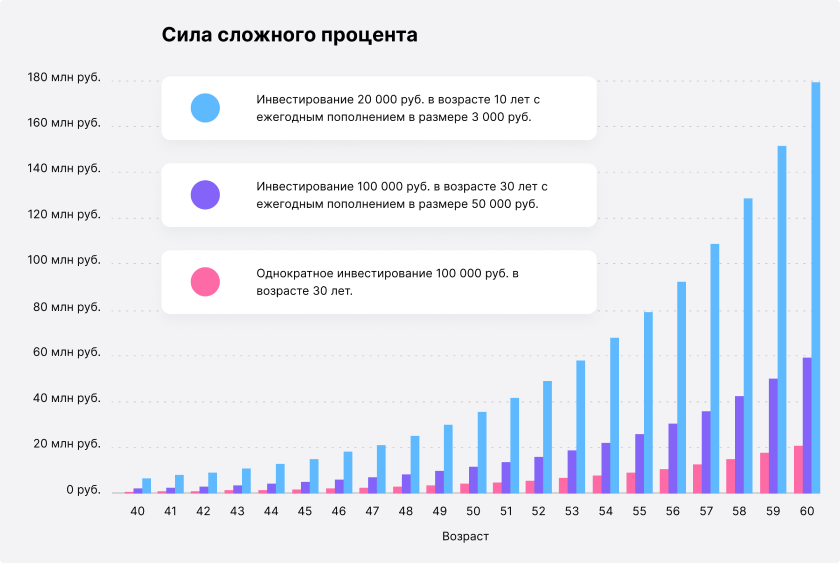 Сила сложного процента
Инвестирование 20 000 руб. в возрасте 10 лет с
ежегодным пополнением в размере 3 000 руб.
Инвестирование 100 000 руб. в возрасте 30 лет с
ежегодным пополнением в размере 50 000 руб.
Однократное инвестирование 100 000 руб. в
возрасте 30 лет.
180 млн руб.
160 млн руб.
140 млн руб.
120 млн руб.
100 млн руб.
80 млн руб.
60 млн руб.
40 млн руб.
20 млн руб.
0 руб.
40 41 42 43 44 45 46 47 48 49 50 51 52 53 54 55 56 57 58 59 60
Возраст